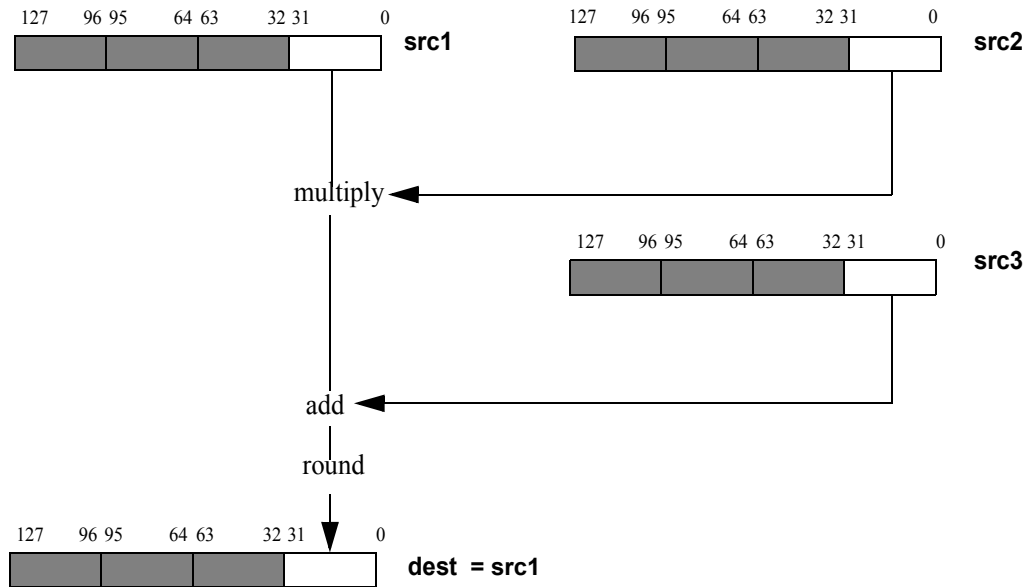 127 96 95 64 63 32 31 0
src1
127 96 95 64 63 32 31 0
src2
multiply
127 96 95 64 63 32 31 0
src3
add
round
127 96 95 64 63 32 31 0
dest = src1